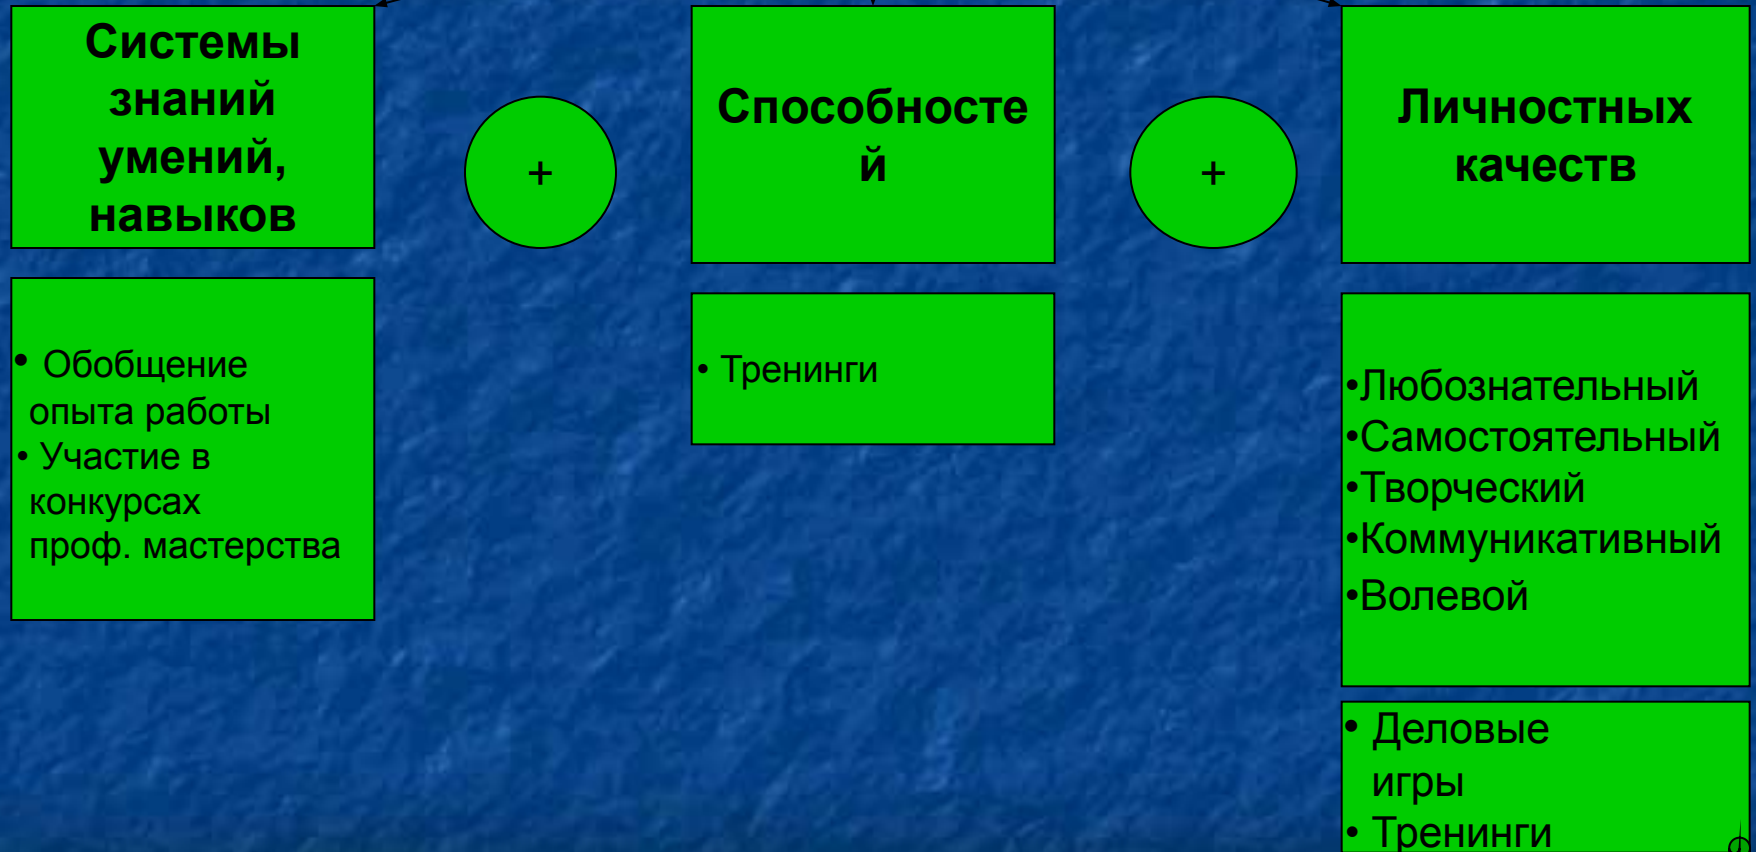 Системы
знаний
умений,
навыков
+
Способносте
й
+
Личностных
качеств
• Обобщение
опыта работы
• Участие в
конкурсах
проф. мастерства
• Тренинги
•Любознательный
•Самостоятельный
•Творческий
•Коммуникативный
•Волевой
• Деловые
игры
• Тренинги